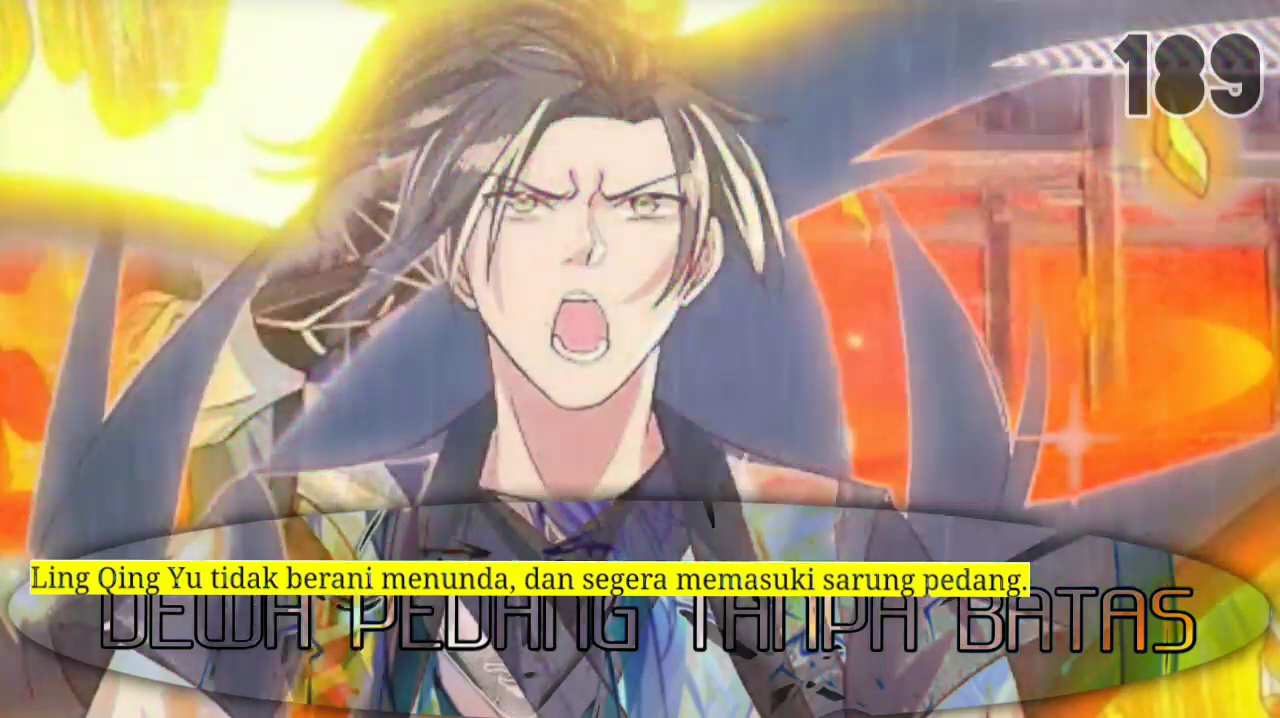 189
Ling Qing Yu tidak berani menunda, dan segera memasuki sarung pedang.
DEWA PEDANG TANPA BATAS